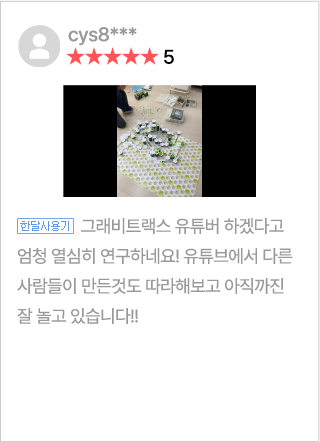 cys8***
★★★★★ 5
한달사용기 그래비트랙스 유튜버 하겠다고
엄청 열심히 연구하네요! 유튜브에서 다른
사람들이 만든것도 따라해보고 아직까진
잘 놀고 있습니다!!